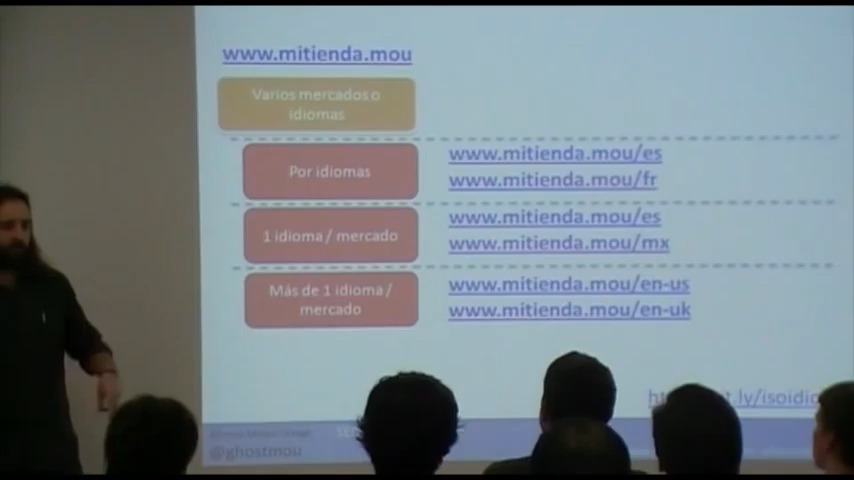 www.mitienda.mou
Varios mercados o
idiomas
Por idiomas
www.mitienda.mou/es
www.mitienda.mou/fr
1 idioma / mercado
www.mitienda.mou/es
www.mitienda.mou/mx
Más de 1 idioma /
mercado
www.mitienda.mou/en-us
www.mitienda.mou/en-uk
t.ly/isoidio
@ghostmou